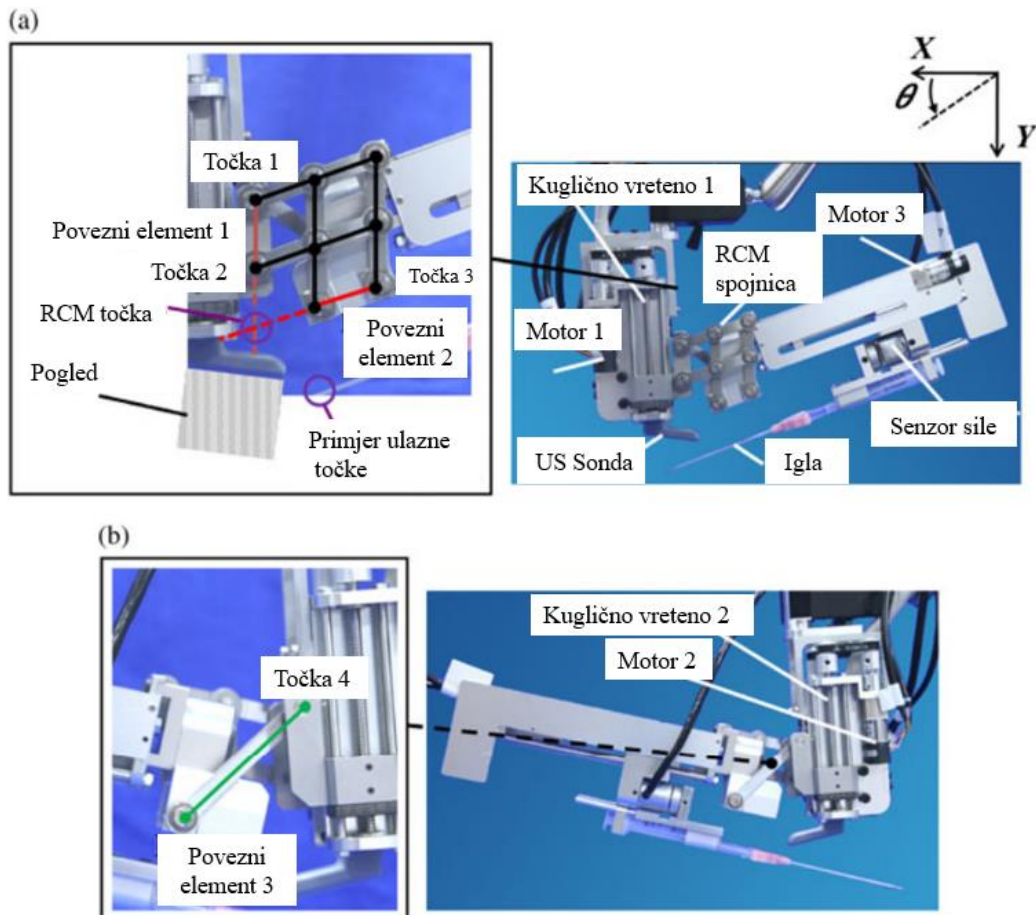 (a)
Točka 1
Povezni element 1
Točka 2
RCM točka
Pogled
Točka 3
Povezni
element 2
Primjer ulazne
točke
X
θ
Y
Kuglično vreteno 1
Motor 3
RCM
spojnica
Motor 1
Senzor sile
US Sonda
Igla
(b)
Točka 4
Povezni
element 3
Kuglično vreteno 2
Motor 2